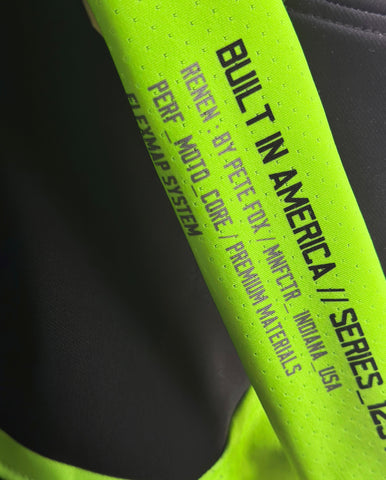 BUILT IN AMERICA // SERIES_125
RENEN : BY PETE FOX / MNFCTR_ INDIANA_USA
PERF_ MOTO_CORE / PREMIUM MATERIALS
FLEXMAP SYSTEM